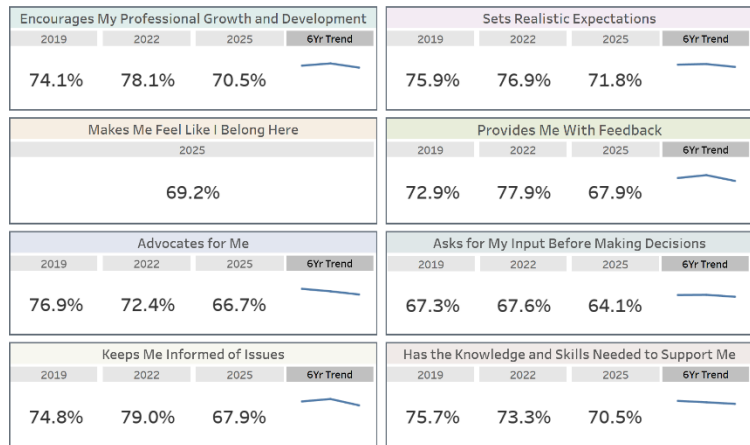 Encourages My Professional Growth and Development
2019 2022 2025 6Yr Trend
74.1% 78.1% 70.5%
Sets Realistic Expectations
2019 2022 2025 6Yr Trend
75.9% 76.9% 71.8%
Makes Me Feel Like I Belong Here
2025
69.2%
Provides Me With Feedback
2019 2022 2025 6Yr Trend
72.9% 77.9% 67.9%
Advocates for Me
2019 2022 2025 6Yr Trend
76.9% 72.4% 66.7%
Asks for My Input Before Making Decisions
2019 2022 2025 6Yr Trend
67.3% 67.6% 64.1%
Keeps Me Informed of Issues
2019 2022 2025 6Yr Trend
74.8% 79.0% 67.9%
Has the Knowledge and Skills Needed to Support Me
2019 2022 2025 6Yr Trend
75.7% 73.3% 70.5%